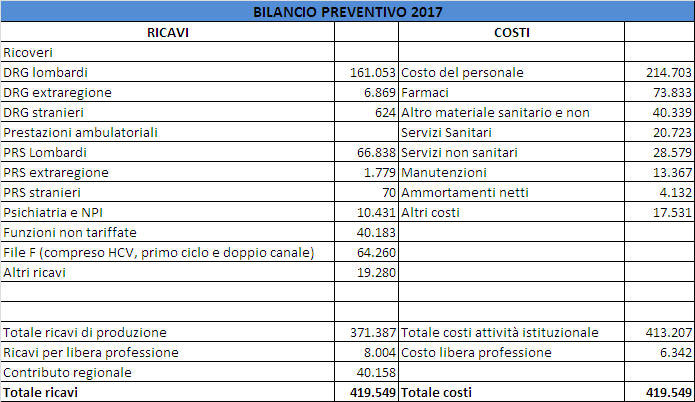 BILANCIO PREVENTIVO 2017
RICAVI COSTI
Ricoveri
DRG lombardi 161.053 Costo del personale 214.703
DRG extraregione 6.869 Farmaci 73.833
DRG stranieri 624 Altro materiale sanitario e non 40.339
Prestazioni ambulatoriali Servizi Sanitari 20.723
PRS Lombardi 66.838 Servizi non sanitari 28.579
PRS extraregione 1.779 Manutenzioni 13.367
PRS stranieri 70 Ammortamenti netti 4.132
Psichiatria e NPI 10.431 Altri costi 17.531
Funzioni non tariffate 40.183
File F (compreso HCV, primo ciclo e doppio canale) 64.260
Altri ricavi 19.280
Totale ricavi di produzione 371.387 Totale costi attività istituzionale 413.207
Ricavi per libera professione 8.004 Costo libera professione 6.342
Contributo regionale 40.158
Totale ricavi 419.549 Totale costi 419.549